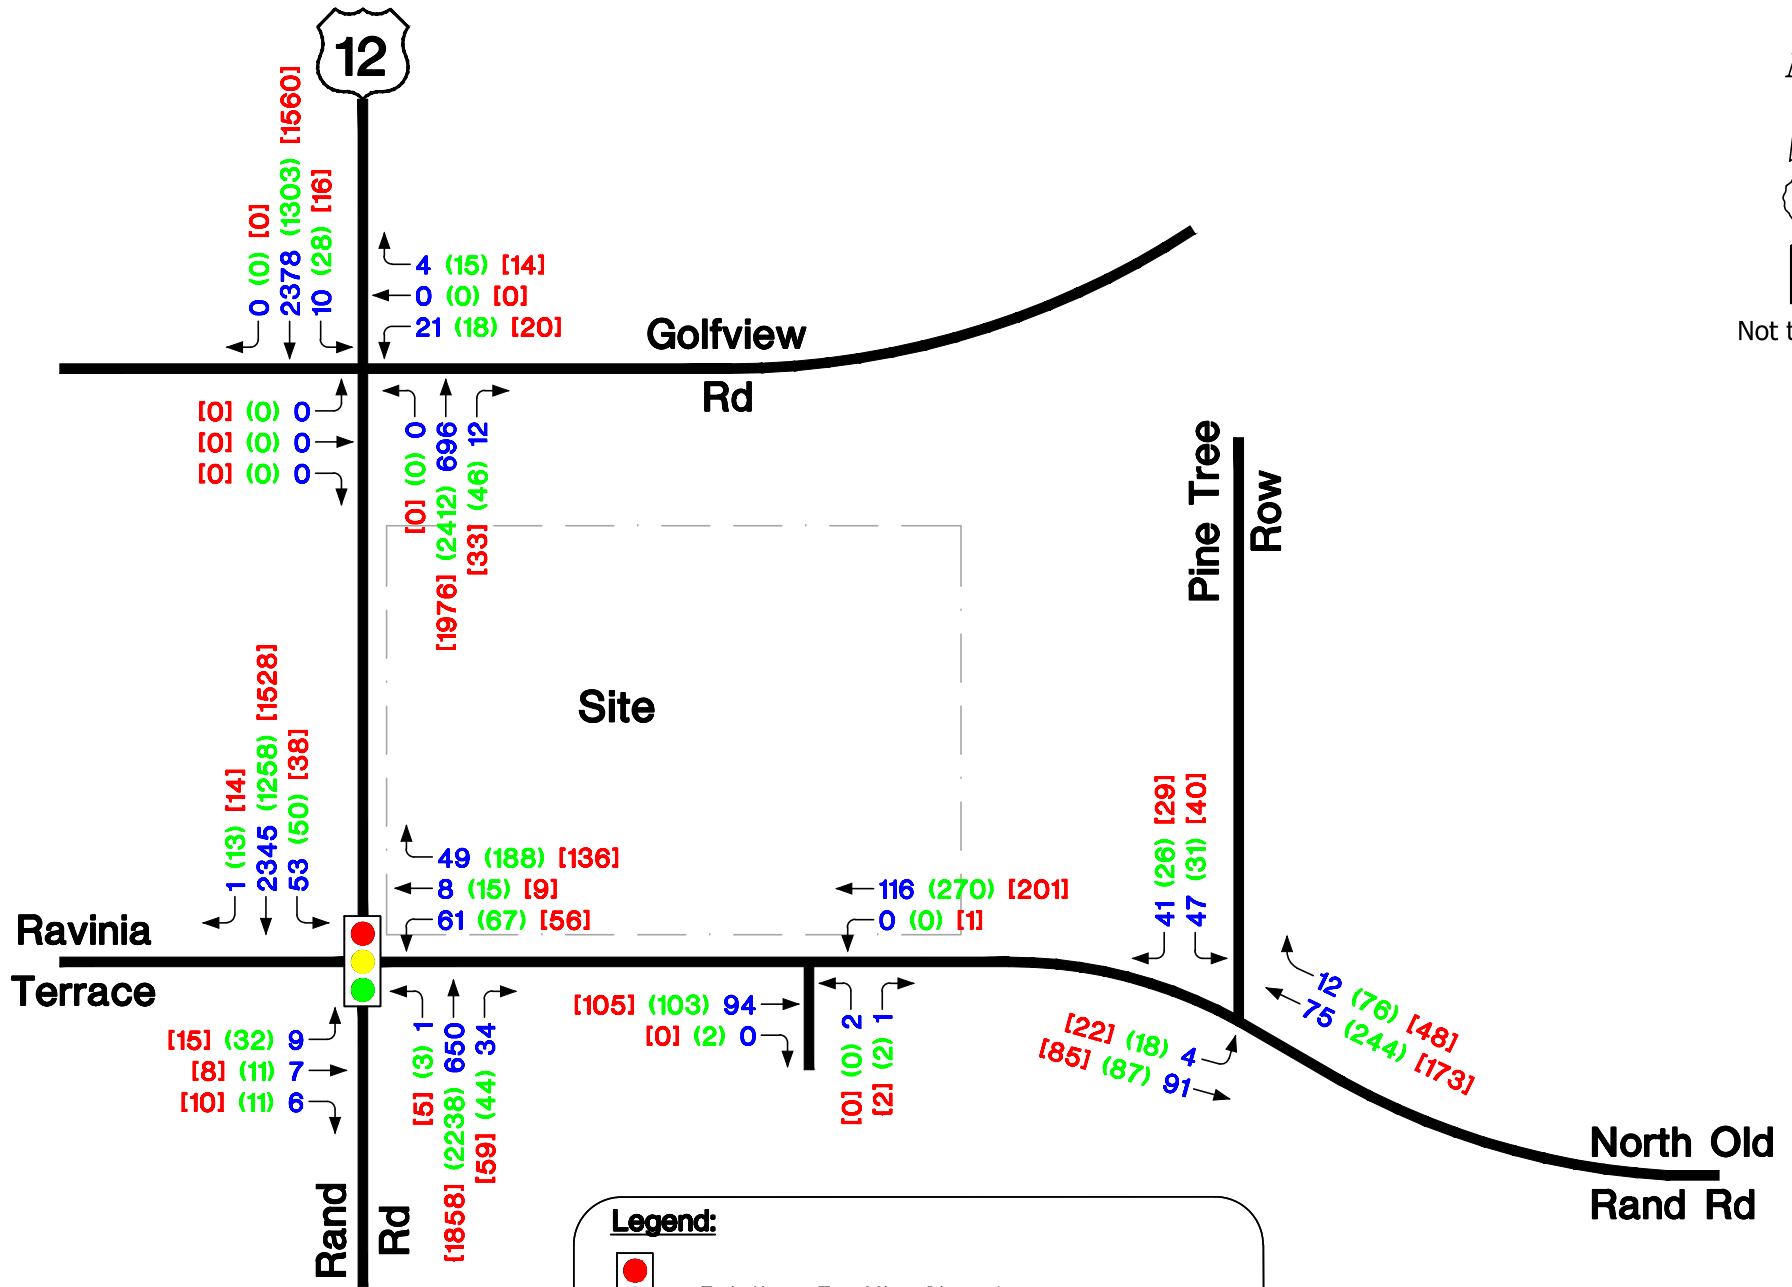 12
0 (0) [0]
2378 (1303) [1560]
10 (28) [16]
4 (15) [14]
0 (0) [0]
21 (18) [20]
Golfview
Rd
Not t
[0] (0) 0
[0] (0) 0
[0] (0) 0
[0] (0) 0
[1976] (2412) 696
[33] (46) 12
Pine Tree
Row
Site
1 (13) [14]
2345 (1258) [1528]
53 (50) [38]
49 (188) [136]
8 (15) [9]
61 (67) [56]
116 (270) [201]
0 (0) [1]
41 (26) [29]
47 (31) [40]
Ravinia
Terrace
12 (76) [48]
75 (244) [173]
[15] (32) 9
[8] (11) 7
[10] (11) 6
[5] (3) 1
[1858] (2238) 650
[59] (44) 34
[105] (103) 94
[0] (2) 0
[0] (0) 2
[2] (2) 1
[22] (18) 4
[85] (87) 91
North Old
Rand Rd
Rand
Rd
Legend: